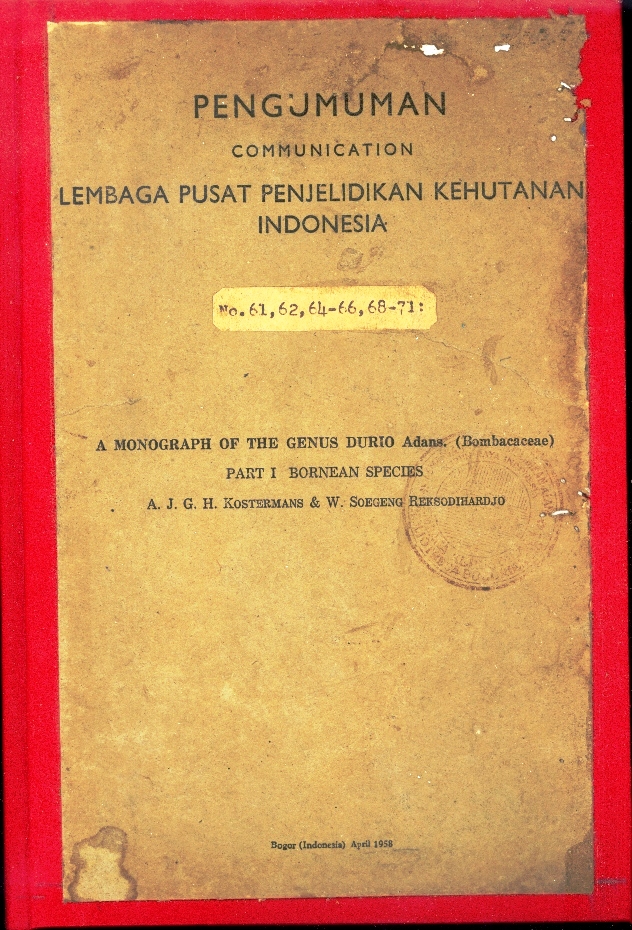 PENGUMUMAN
COMMUNICATION
LEMBAGA PUSAT PENJELIDIKAN KEHUTANAN
INDONESIA
No. 61, 62, 64-66, 68-71:
A MONOGRAPH OF THE GENUS DURIO Adans. (Bombacaceae)
PART I BORNEAN SPECIES
A. J. G. H. KOSTERMANS & W. SOEGENG REKSODIHARDJO
Bogor (Indonesia) April 1958